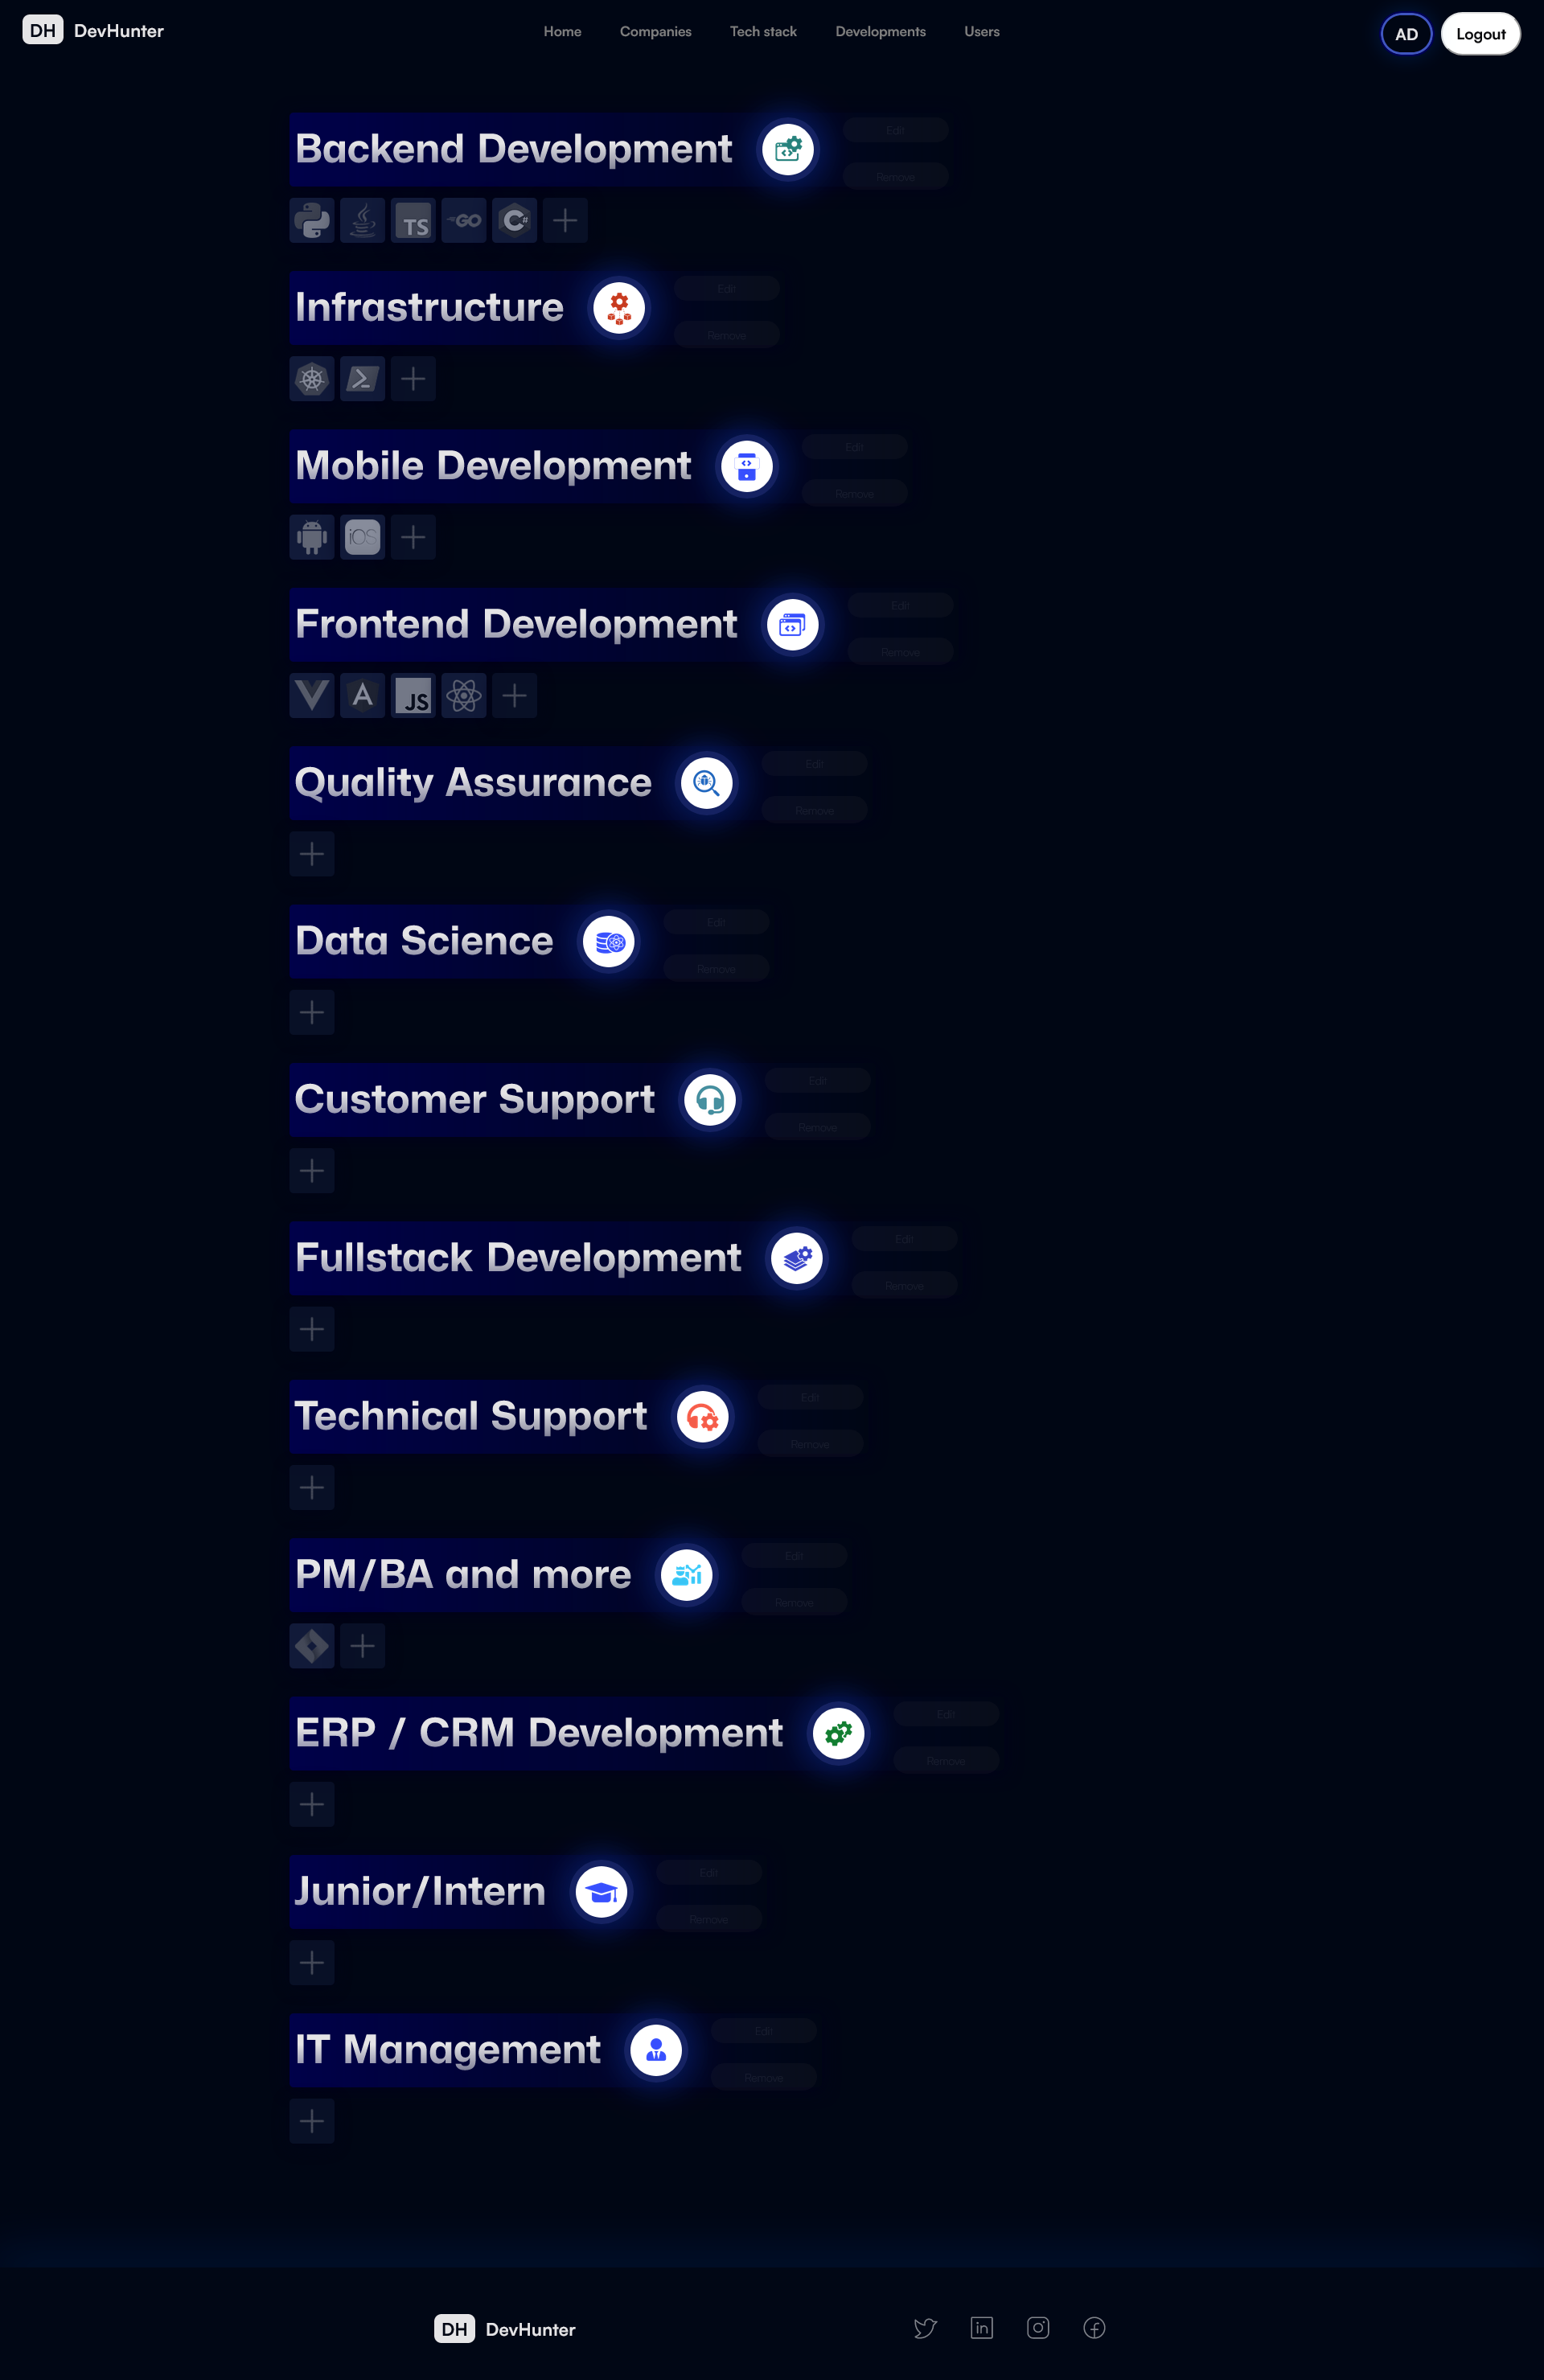 DH DevHunter Home Companies Tech stack Developments Users AD Logout
Backend Development
Edit
Remove
TS GO C#
Infrastructure
Edit
Remove
Mobile Development
Edit
Remove
iOS
Frontend Development
Edit
Remove
A JS
Quality Assurance
Edit
Remove
Data Science
Edit
Remove
Customer Support
Edit
Remove
Fullstack Development
Edit
Remove
Technical Support
Edit
Remove
PM/BA and more
Edit
Remove
ERP / CRM Development
Edit
Remove
Junior/Intern
Edit
Remove
IT Management
Edit
Remove
DH DevHunter